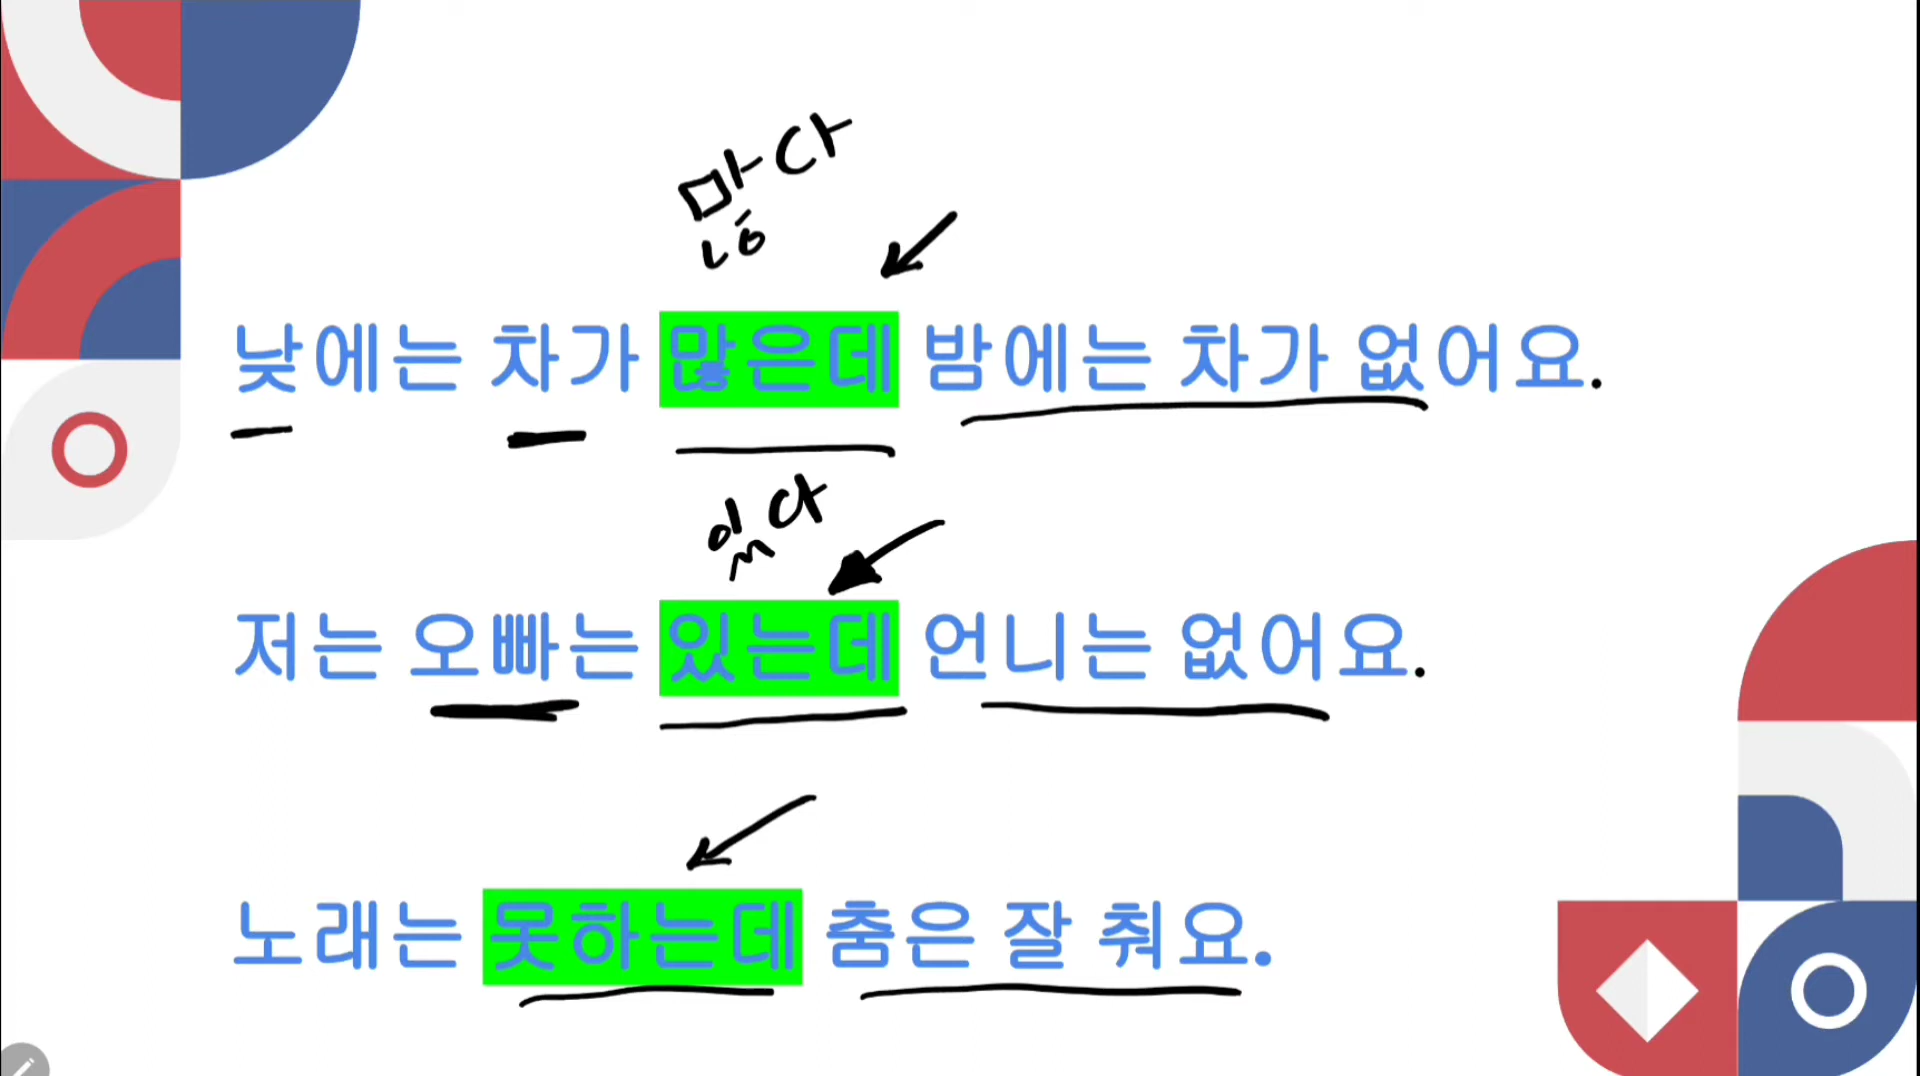 많다
낮에는 차가 많은데 밤에는 차가 없어요.
있다
저는 오빠는 있는데 언니는 없어요.
노래는 못하는데 춤은 잘 춰요.